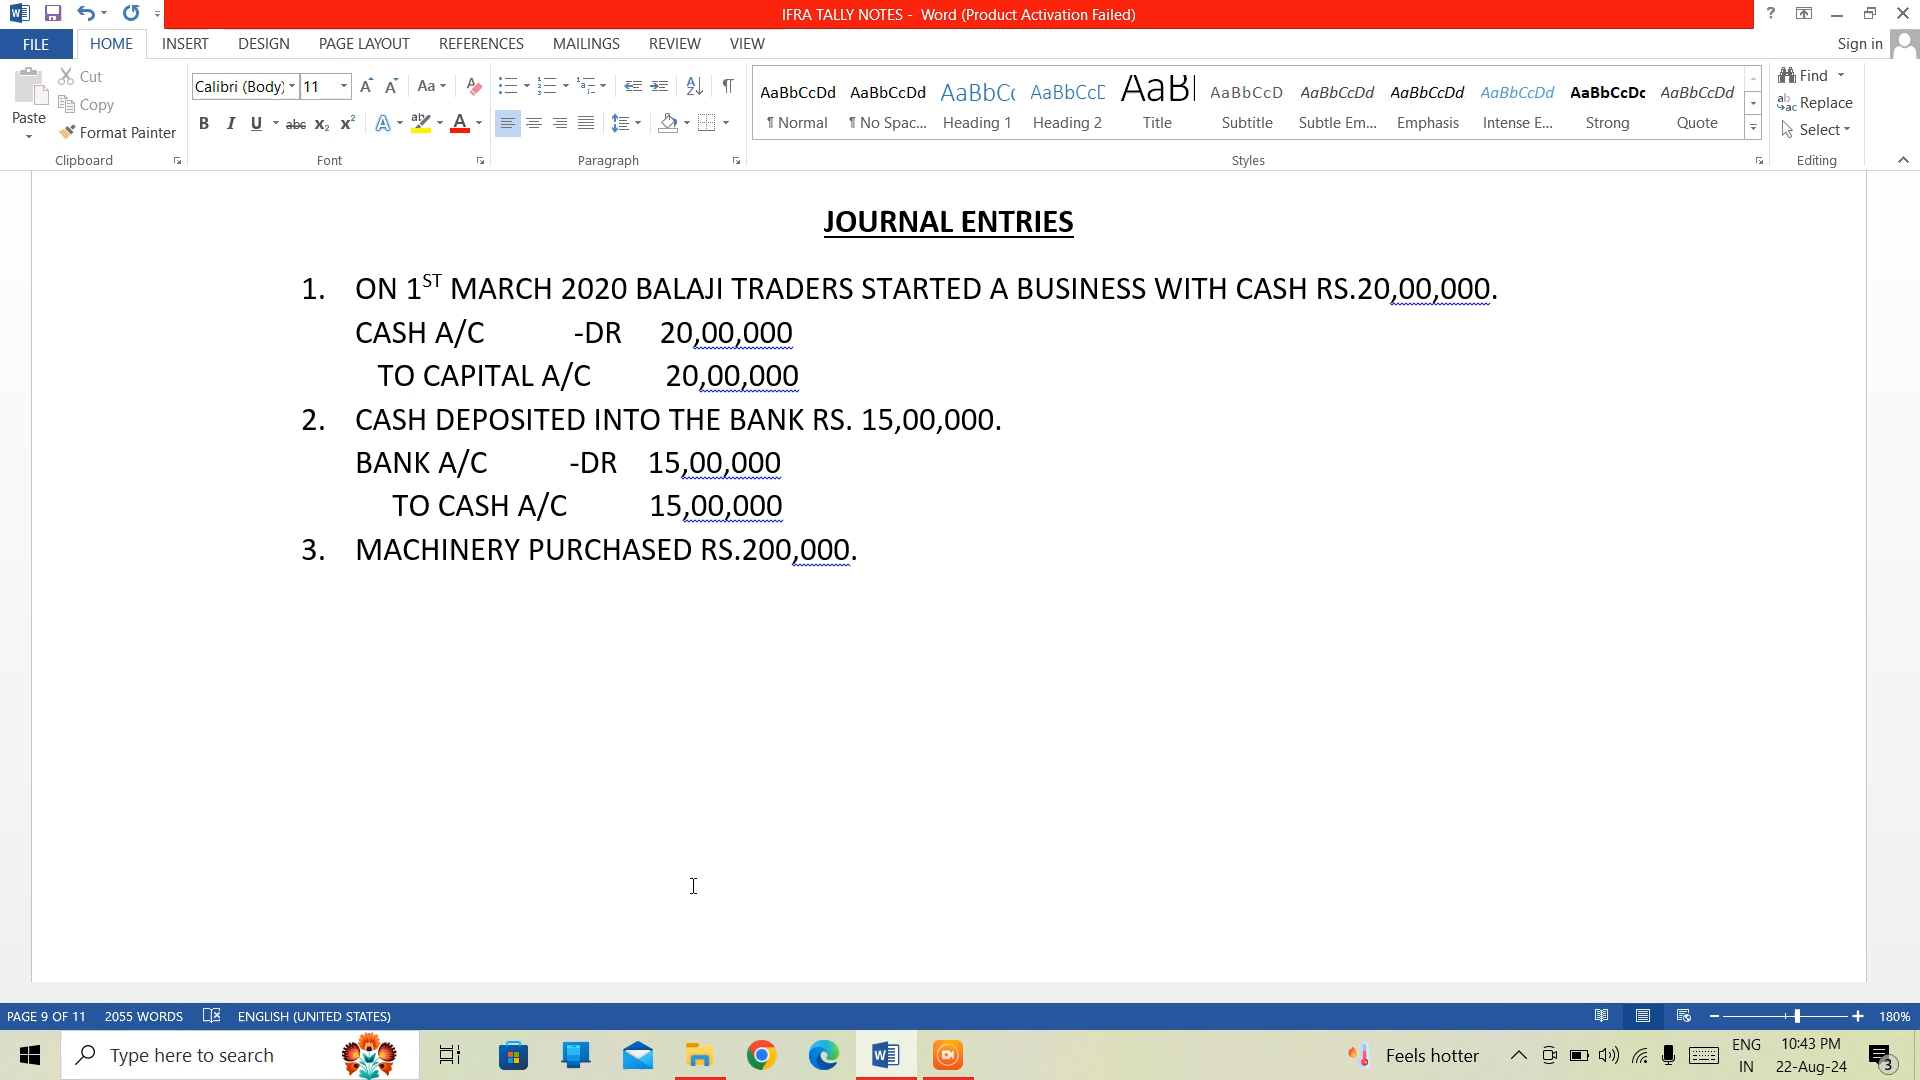 IFRA TALLY NOTES - Word (Product Activation Failed)
FILE HOME INSERT DESIGN PAGE LAYOUT REFERENCES MAILINGS REVIEW VIEW Sign in
Paste Cut Copy Format Painter Clipboard
Calibri (Body) 11 Font
Paragraph
AaBbCcDd AaBbCcDd AaBbCc AaBbCcC AaBl AaBbCcD AaBbCcDd AaBbCcDd AaBbCcDd AaBbCcDc AaBbCcDd
¶ Normal ¶ No Spac... Heading 1 Heading 2 Title Subtitle Subtle Em... Emphasis Intense E... Strong Quote
Styles
Find Replace Select Editing
JOURNAL ENTRIES
1. ON 1ST MARCH 2020 BALAJI TRADERS STARTED A BUSINESS WITH CASH RS.20,00,000.
CASH A/C -DR 20,00,000
TO CAPITAL A/C 20,00,000
2. CASH DEPOSITED INTO THE BANK RS. 15,00,000.
BANK A/C -DR 15,00,000
TO CASH A/C 15,00,000
3. MACHINERY PURCHASED RS.200,000.
PAGE 9 OF 11 2055 WORDS ENGLISH (UNITED STATES) 180%
Type here to search Feels hotter ENG IN 10:43 PM 22-Aug-24 3